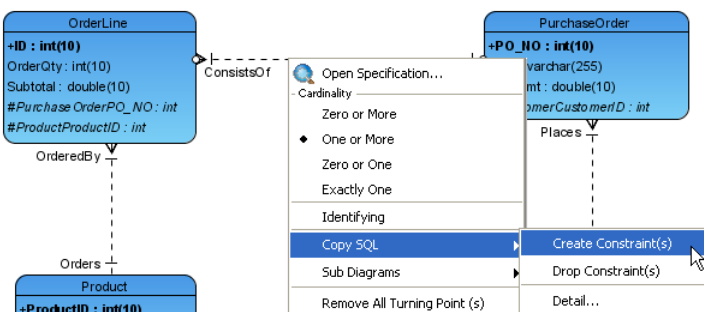 OrderLine
+ID : int(10)
OrderQty : int(10)
Subtotal : double(10)
#PurchaseOrderPO_NO : int
#ProductProductID : int
OrderedBy
Orders
Product
+ProductID : int(10)
ConsistsOf
PurchaseOrder
+PO_NO : int(10)
varchar(255)
mt : double(10)
omerCustomerID : int
Places
Open Specification...
Cardinality
Zero or More
One or More
Zero or One
Exactly One
Identifying
Copy SQL
Sub Diagrams
Remove All Turning Point (s)
Create Constraint(s)
Drop Constraint(s)
Detail...